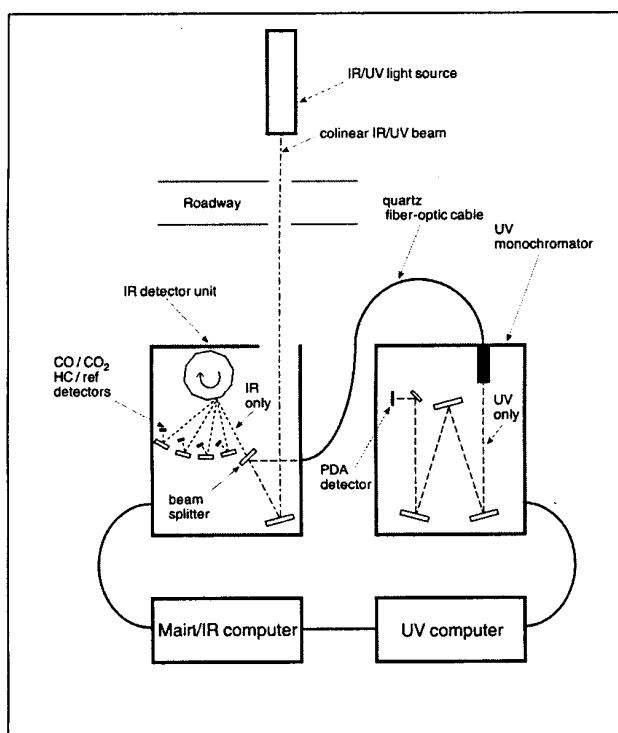 IR/UV light source
colinear IR/UV beam
Roadway
quartz
fiber-optic cable
UV
monochromator
IR detector unit
CO / CO2
HC / ref
detectors
IR
only
UV
only
PDA
detector
beam
splitter
Main/IR computer
UV computer